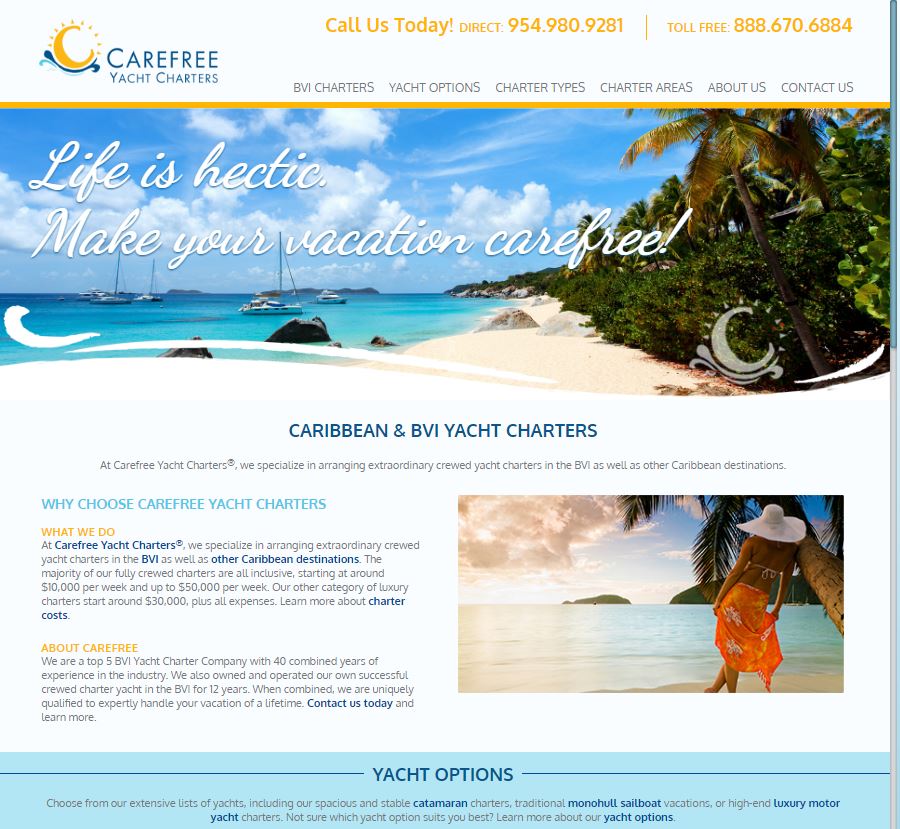 Call Us Today! DIRECT: 954.980.9281 TOLL FREE: 888.670.6884
CAREFREE
YACHT CHARTERS
BVI CHARTERS YACHT OPTIONS CHARTER TYPES CHARTER AREAS ABOUT US CONTACT US
Life is hectic.
Make your vacation carefree!
CARIBBEAN & BVI YACHT CHARTERS
At Carefree Yacht Charters®, we specialize in arranging extraordinary crewed yacht charters in the BVI as well as other Caribbean destinations.
WHY CHOOSE CAREFREE YACHT CHARTERS
WHAT WE DO
At Carefree Yacht Charters®, we specialize in arranging extraordinary crewed
yacht charters in the BVI as well as other Caribbean destinations. The
majority of our fully crewed charters are all inclusive, starting at around
$10,000 per week and up to $50,000 per week. Our other category of luxury
charters start around $30,000, plus all expenses. Learn more about charter
costs.
ABOUT CAREFREE
We are a top 5 BVI Yacht Charter Company with 40 combined years of
experience in the industry. We also owned and operated our own successful
crewed charter yacht in the BVI for 12 years. When combined, we are uniquely
qualified to expertly handle your vacation of a lifetime. Contact us today and
learn more.
YACHT OPTIONS
Choose from our extensive lists of yachts, including our spacious and stable catamaran charters, traditional monohull sailboat vacations, or high-end luxury motor
yacht charters. Not sure which yacht option suits you best? Learn more about our yacht options.